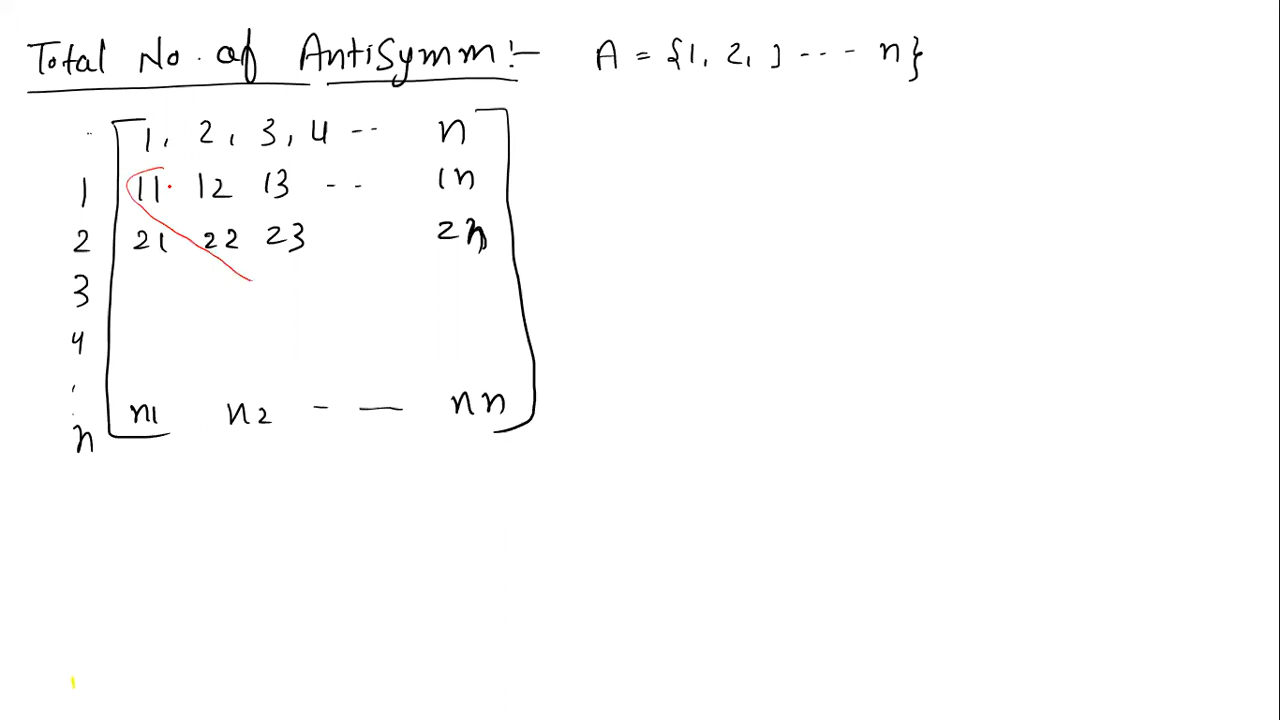 Total No. of AntiSymm :- A = {1, 2, 3 --- n}
1, 2, 3, 4 -- n
1 11 12 13 -- 1n
2 21 22 23 2n
3
4
.
.
n n1 n2 - — nn